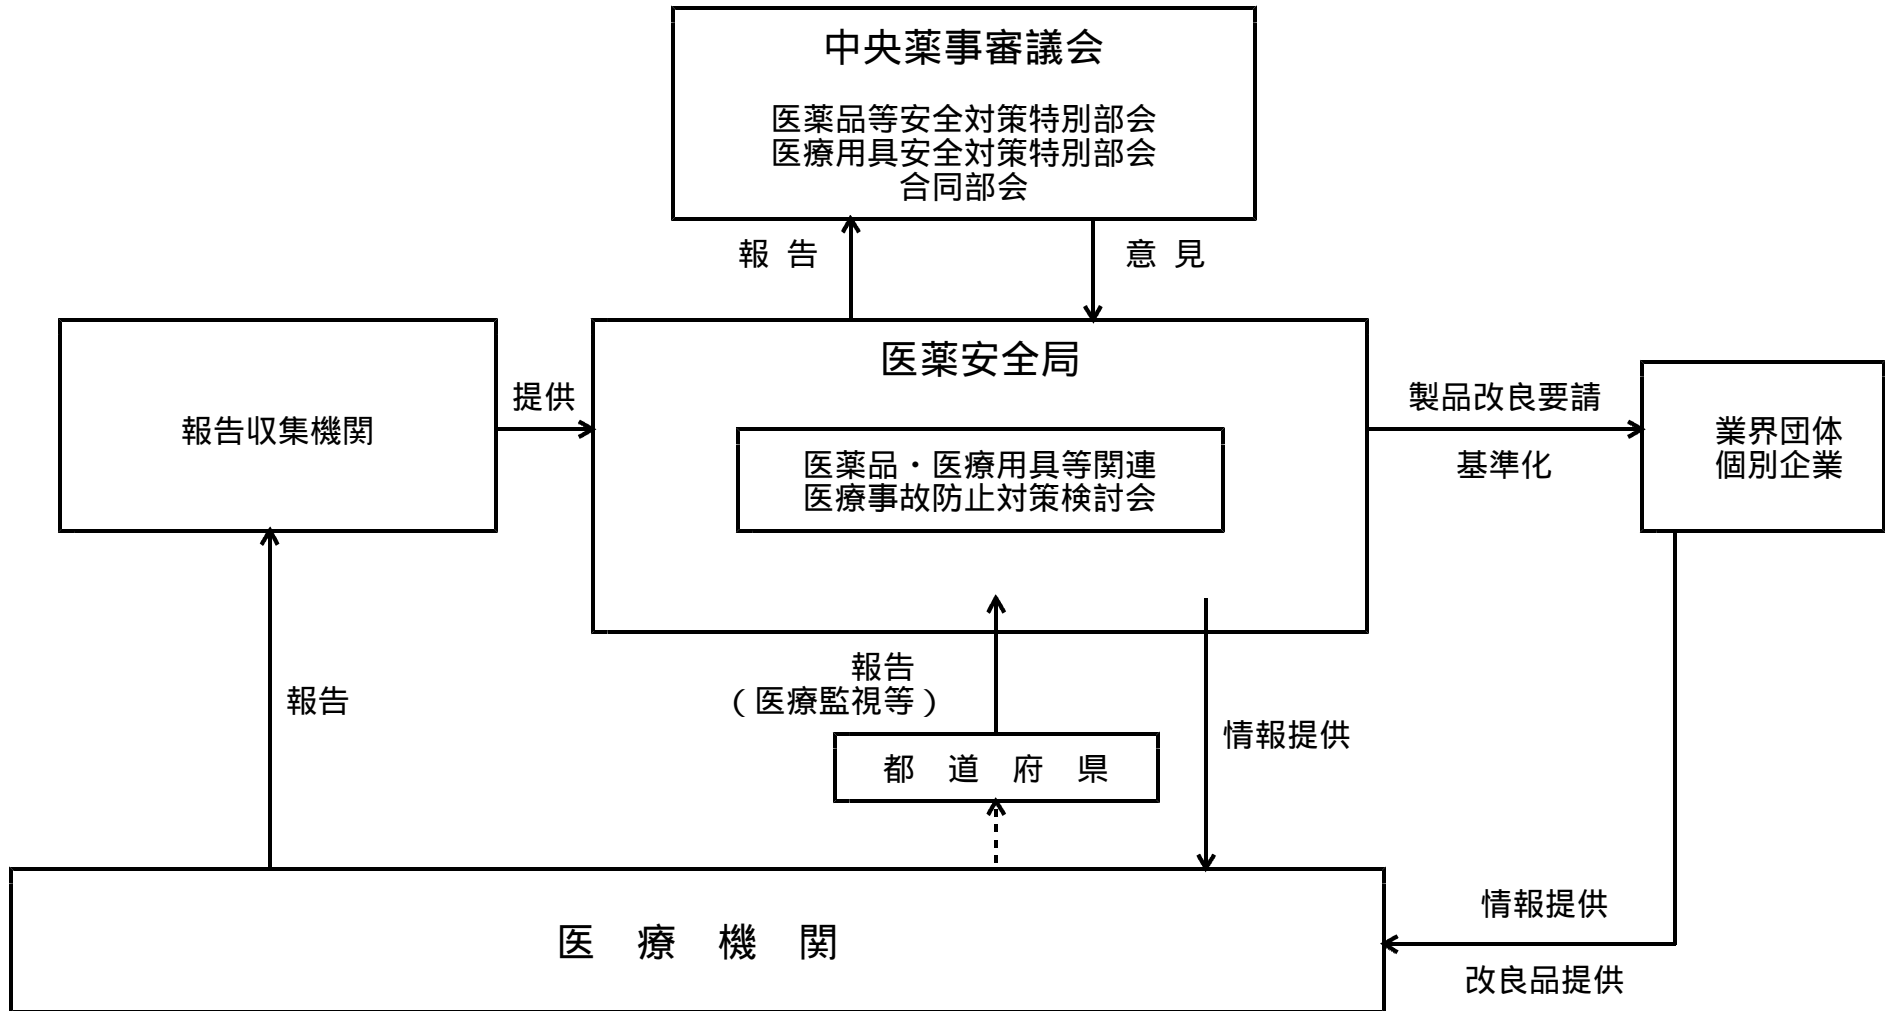 中央薬事審議会
医薬品等安全対策特別部会
医療用具安全対策特別部会
合同部会
報 告
意 見
医薬安全局
報告収集機関
提供
医薬品・医療用具等関連
医療事故防止対策検討会
製品改良要請
基準化
業界団体
個別企業
報告
報告
（医療監視等）
情報提供
都 道 府 県
医 療 機 関
情報提供
改良品提供